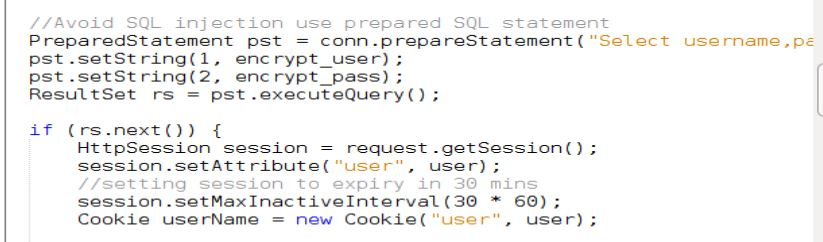 //Avoid SQL injection use prepared SQL statement
PreparedStatement pst = conn.prepareStatement("Select username,pa
pst.setString(1, encrypt_user);
pst.setString(2, encrypt_pass);
ResultSet rs = pst.executeQuery();
if (rs.next()) {
HttpSession session = request.getSession();
session.setAttribute("user", user);
//setting session to expiry in 30 mins
session.setMaxInactiveInterval(30 * 60);
Cookie userName = new Cookie("user", user);